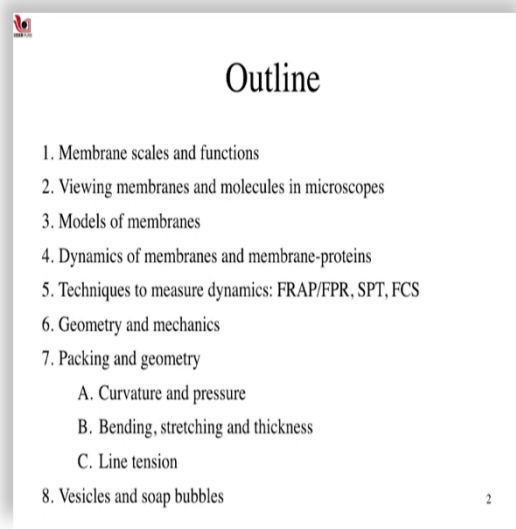 Outline
1. Membrane scales and functions
2. Viewing membranes and molecules in microscopes
3. Models of membranes
4. Dynamics of membranes and membrane-proteins
5. Techniques to measure dynamics: FRAP/FPR, SPT, FCS
6. Geometry and mechanics
7. Packing and geometry
A. Curvature and pressure
B. Bending, stretching and thickness
C. Line tension
8. Vesicles and soap bubbles
2